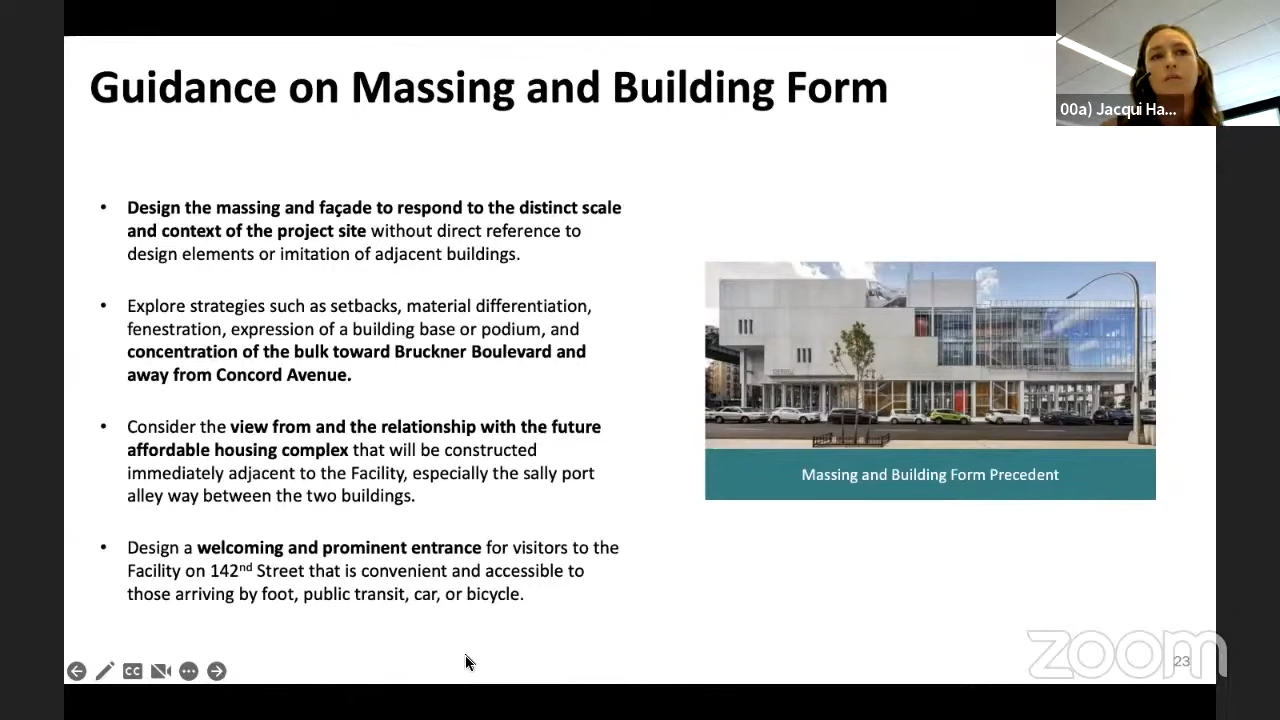 Guidance on Massing and Building Form
00a) Jacqui Ha...
• Design the massing and façade to respond to the distinct scale
and context of the project site without direct reference to
design elements or imitation of adjacent buildings.
• Explore strategies such as setbacks, material differentiation,
fenestration, expression of a building base or podium, and
concentration of the bulk toward Bruckner Boulevard and
away from Concord Avenue.
• Consider the view from and the relationship with the future
affordable housing complex that will be constructed
immediately adjacent to the Facility, especially the sally port
alley way between the two buildings.
• Design a welcoming and prominent entrance for visitors to the
Facility on 142nd Street that is convenient and accessible to
those arriving by foot, public transit, car, or bicycle.
Massing and Building Form Precedent
CC
zoom
23